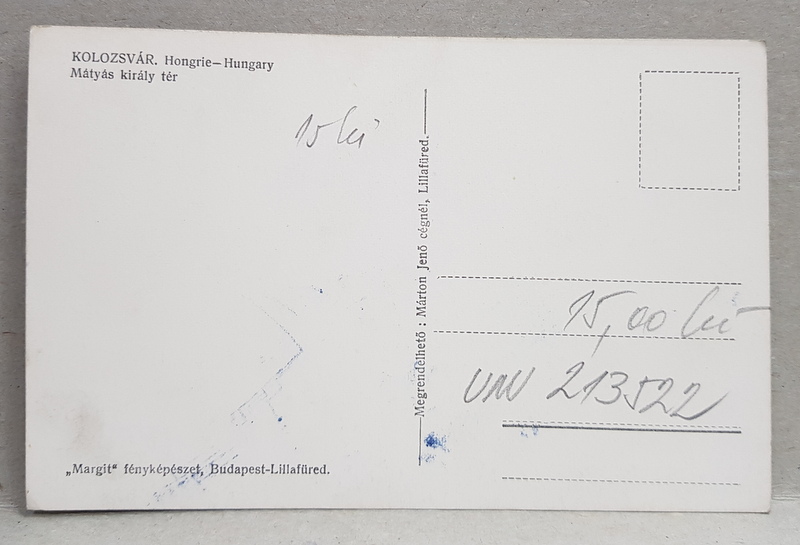 KOLOZSVÁR. Hongrie—Hungary
Mátyás király tér
15 lei
Megrendelhető : Márton Jenő cégnél, Lillafüred.
15,00 lei
213522
„Margit“ fényképészet, Budapest-Lillafüred.